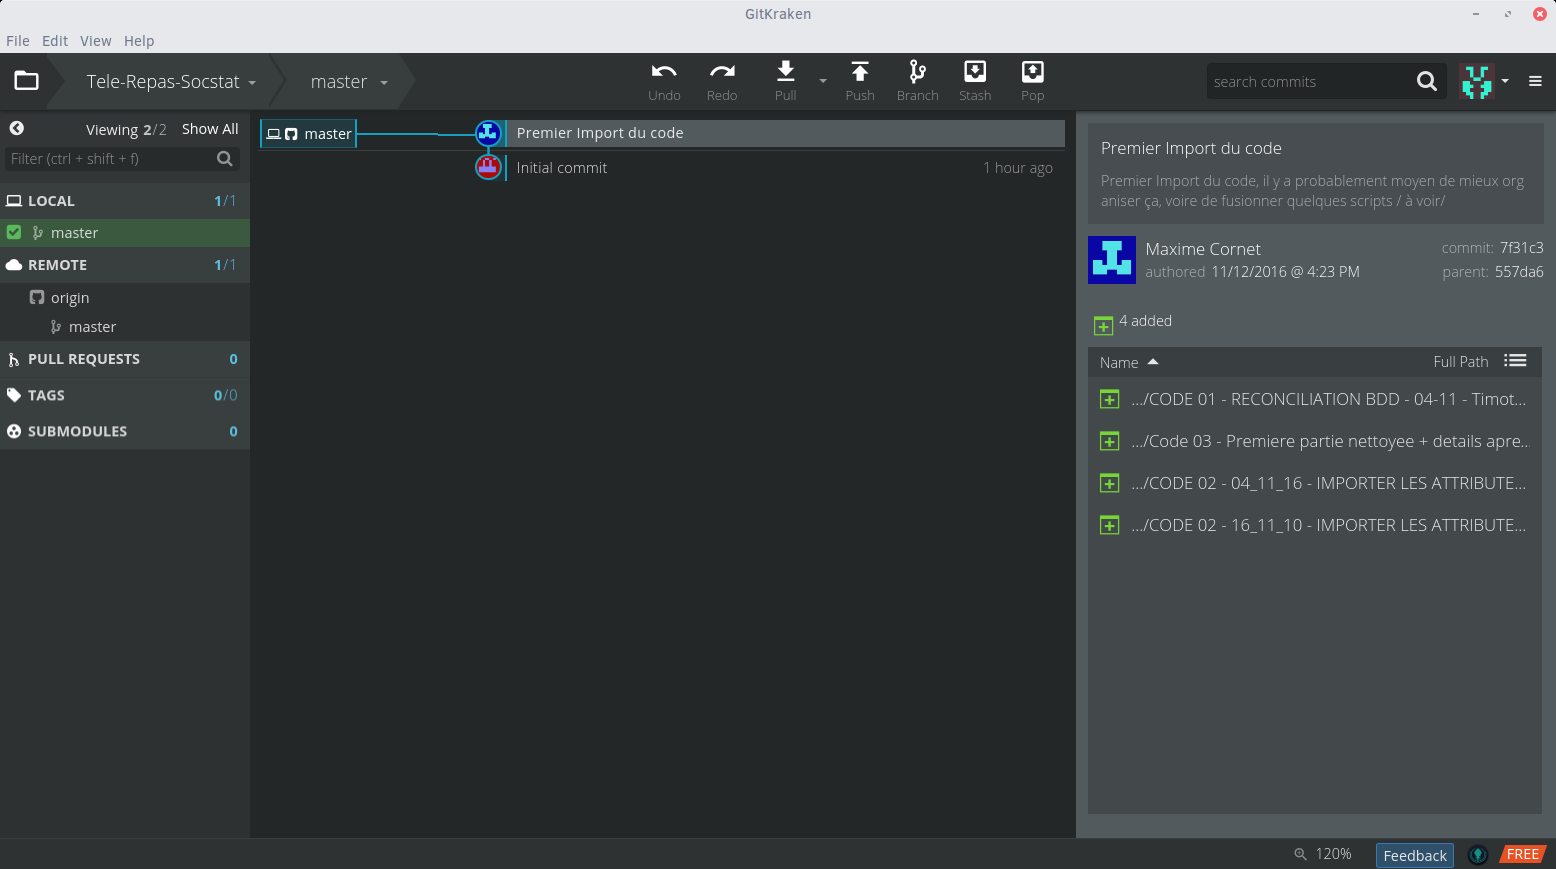 GitKraken
File Edit View Help
Tele-Repas-Socstat
master
Undo
Redo
Pull
Push
Branch
Stash
Pop
search commits
Viewing 2/2 Show All
Filter (ctrl + shift + f)
LOCAL 1/1
master
REMOTE 1/1
origin
master
PULL REQUESTS 0
TAGS 0/0
SUBMODULES 0
master
Premier Import du code
Initial commit 1 hour ago
Premier Import du code
Premier Import du code, il y a probablement moyen de mieux org
aniser ça, voire de fusionner quelques scripts / à voir/
Maxime Cornet
commit: 7f31c3
authored 11/12/2016 @ 4:23 PM
parent: 557da6
4 added
Name Full Path
.../CODE 01 - RECONCILIATION BDD - 04-11 - Timot...
.../Code 03 - Premiere partie nettoyee + details apre...
.../CODE 02 - 04_11_16 - IMPORTER LES ATTRIBUTE...
.../CODE 02 - 16_11_10 - IMPORTER LES ATTRIBUTE...
120%
Feedback
FREE